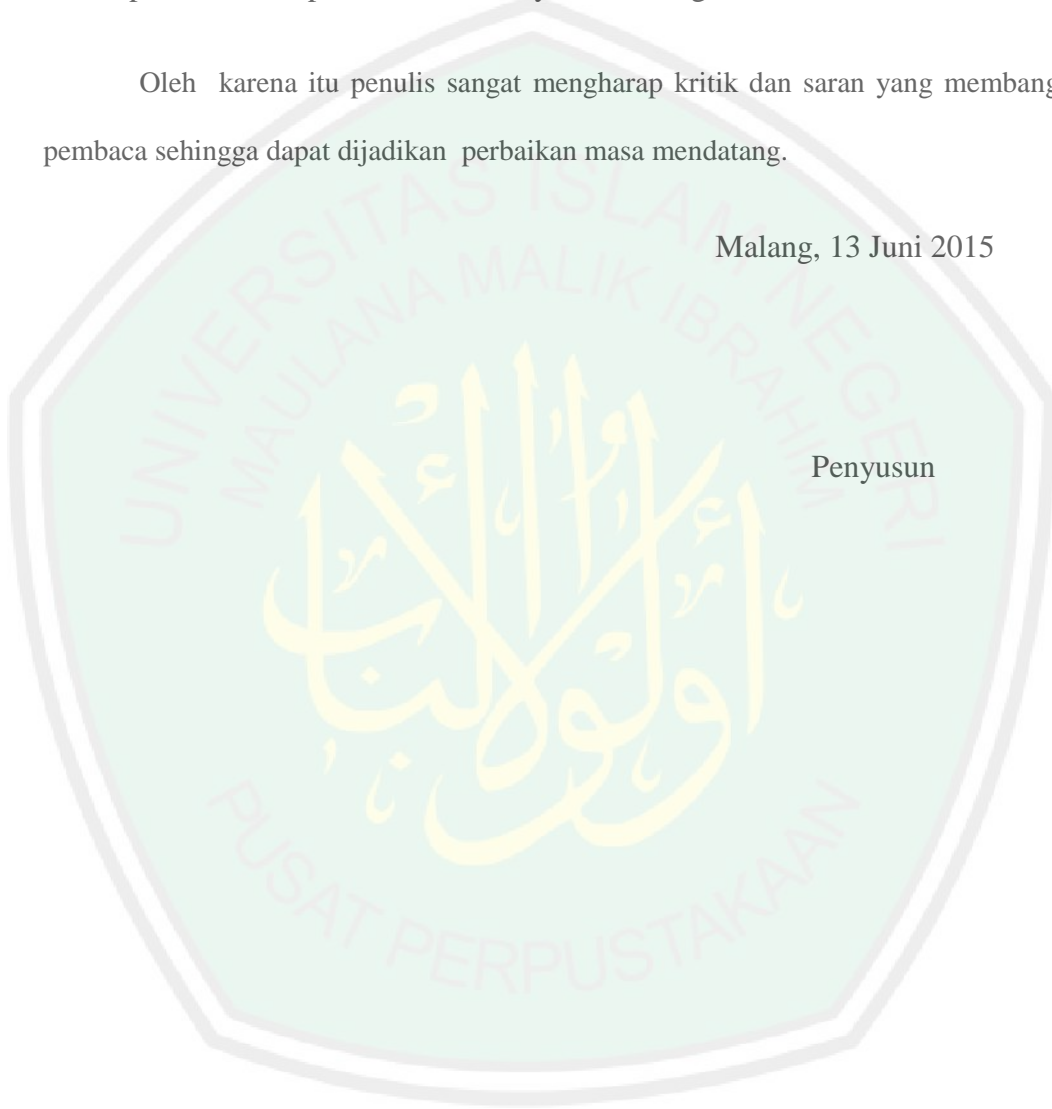 Oleh karena itu penulis sangat mengharap kritik dan saran yang membang
pembaca sehingga dapat dijadikan perbaikan masa mendatang.
Malang, 13 Juni 2015
Penyusun
UNIVERSITAS ISLAM NEGERI
MAULANA MALIK IBRAHIM
PUSAT PERPUSTAKAAN